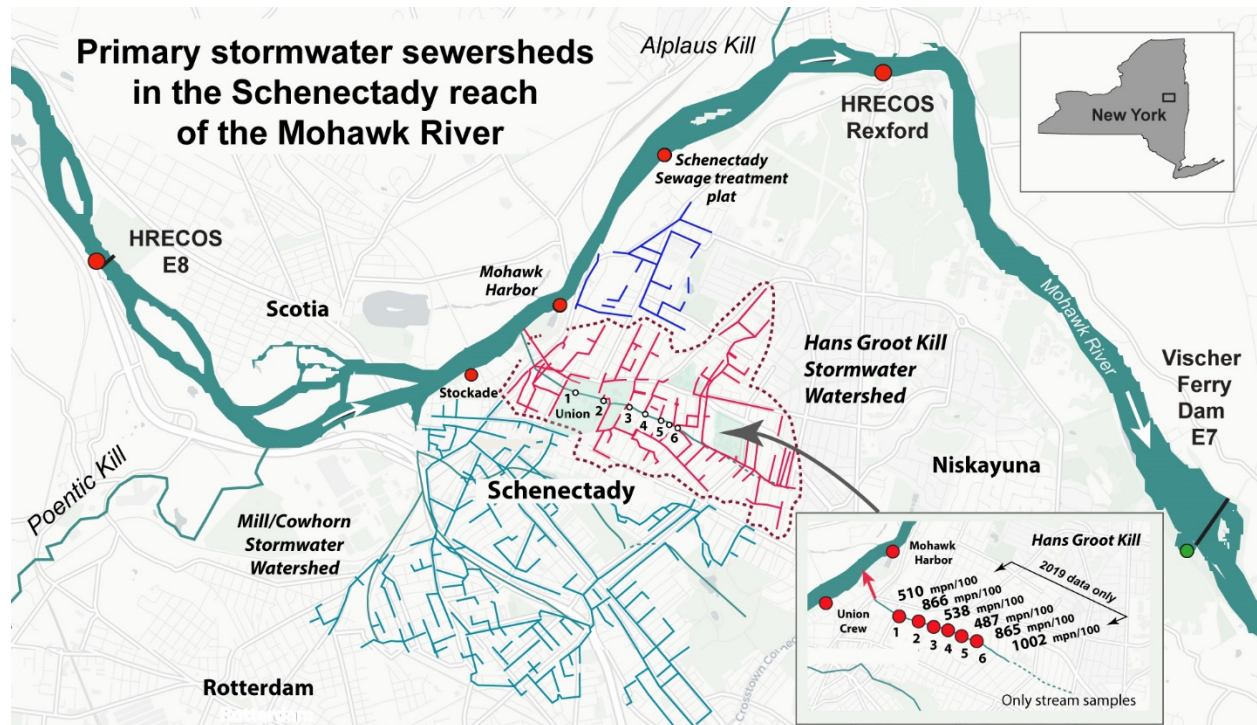 Primary stormwater sewersheds
in the Schenectady reach
of the Mohawk River
Alplaus Kill
HRECOS
Rexford
New York
Schenectady
Sewage treatment
plat
HRECOS
E8
Mohawk
Harbor
Scotia
Mohawk River
Hans Groot Kill
Stormwater
Watershed
Vischer
Ferry
Dam
E7
Stockade
1
Union
2
3
4
5
6
Niskayuna
Schenectady
Poentic Kill
Mill/Cowhorn
Stormwater
Watershed
Rotterdam
Mohawk
Harbor
Hans Groot Kill
2019 data only
510 mpn/100
866 mpn/100
538 mpn/100
487 mpn/100
865 mpn/100
1002 mpn/100
Union
Crew
1
2
3
4
5
6
Only stream samples